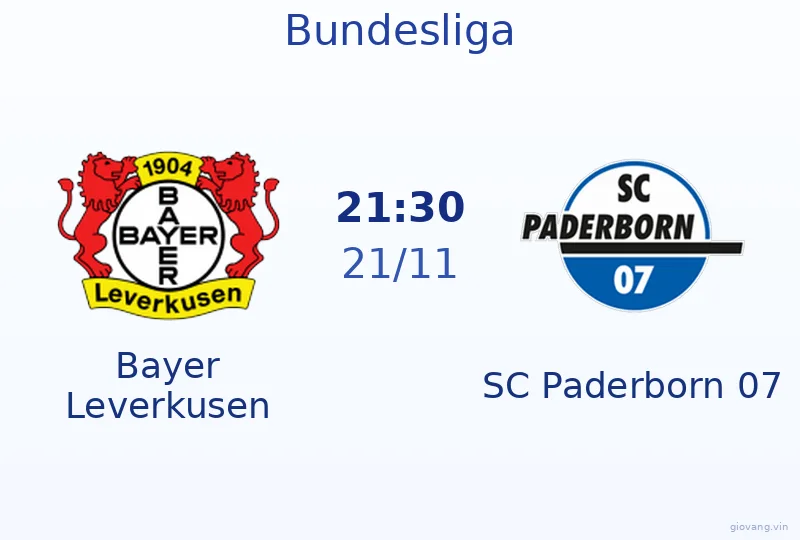 Bundesliga
1904
BAYER
BAYER
Leverkusen
21:30
21/11
SC
PADERBORN
07
Bayer
Leverkusen
SC Paderborn 07
giovang.vin